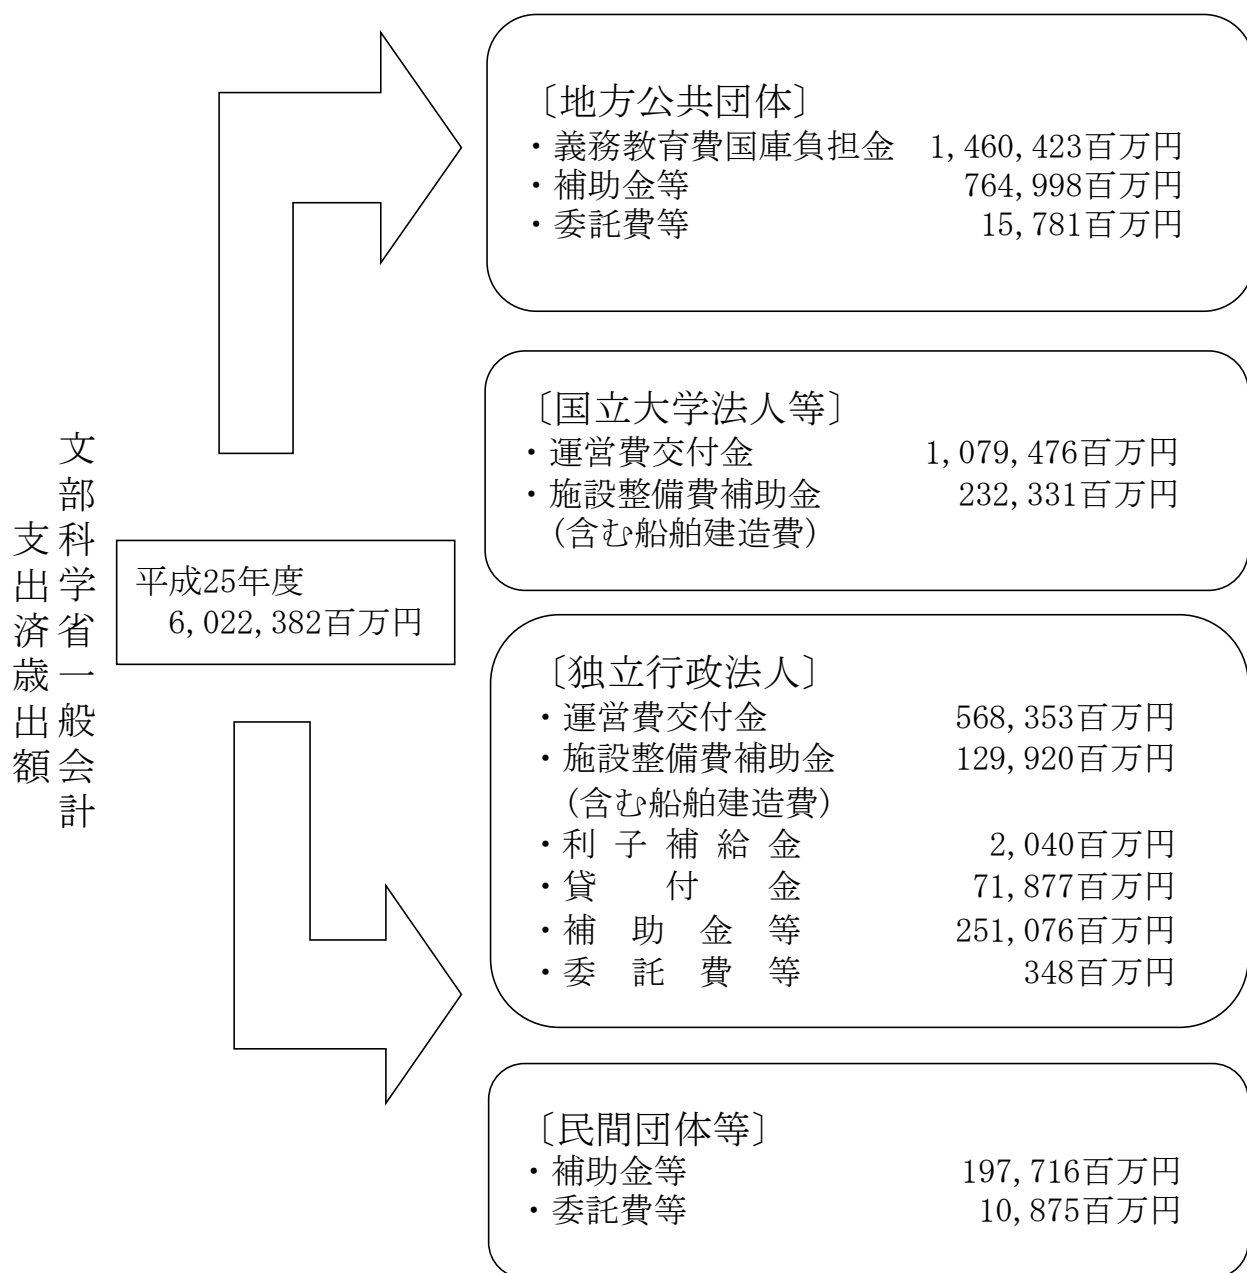 文部科学省一般会計
支出済歳出額
平成25年度
6,022,382百万円
〔地方公共団体〕
・義務教育費国庫負担金 1,460,423百万円
・補助金等 764,998百万円
・委託費等 15,781百万円
〔国立大学法人等〕
・運営費交付金 1,079,476百万円
・施設整備費補助金 232,331百万円
(含む船舶建造費)
〔独立行政法人〕
・運営費交付金 568,353百万円
・施設整備費補助金 129,920百万円
(含む船舶建造費)
・利子補給金 2,040百万円
・貸付金 71,877百万円
・補助金等 251,076百万円
・委託費等 348百万円
〔民間団体等〕
・補助金等 197,716百万円
・委託費等 10,875百万円